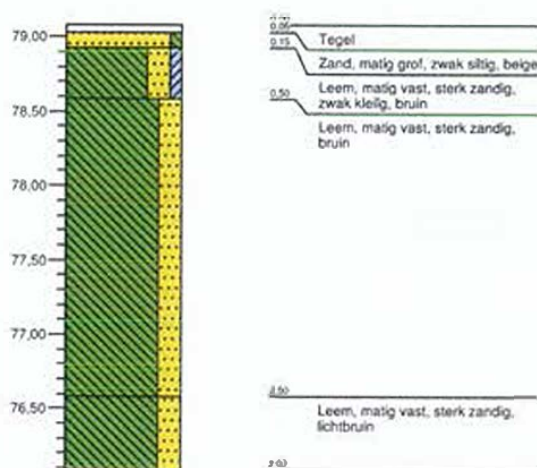 79,00
78,50
78,00
77,50
77,00
76,50
0,05
Tegel
0,15
Zand, matig grof, zwak siltig, beige
Leem, matig vast, sterk zandig,
zwak kleiig, bruin
0,50
Leem, matig vast, sterk zandig,
bruin
2,50
Leem, matig vast, sterk zandig,
lichtbruin